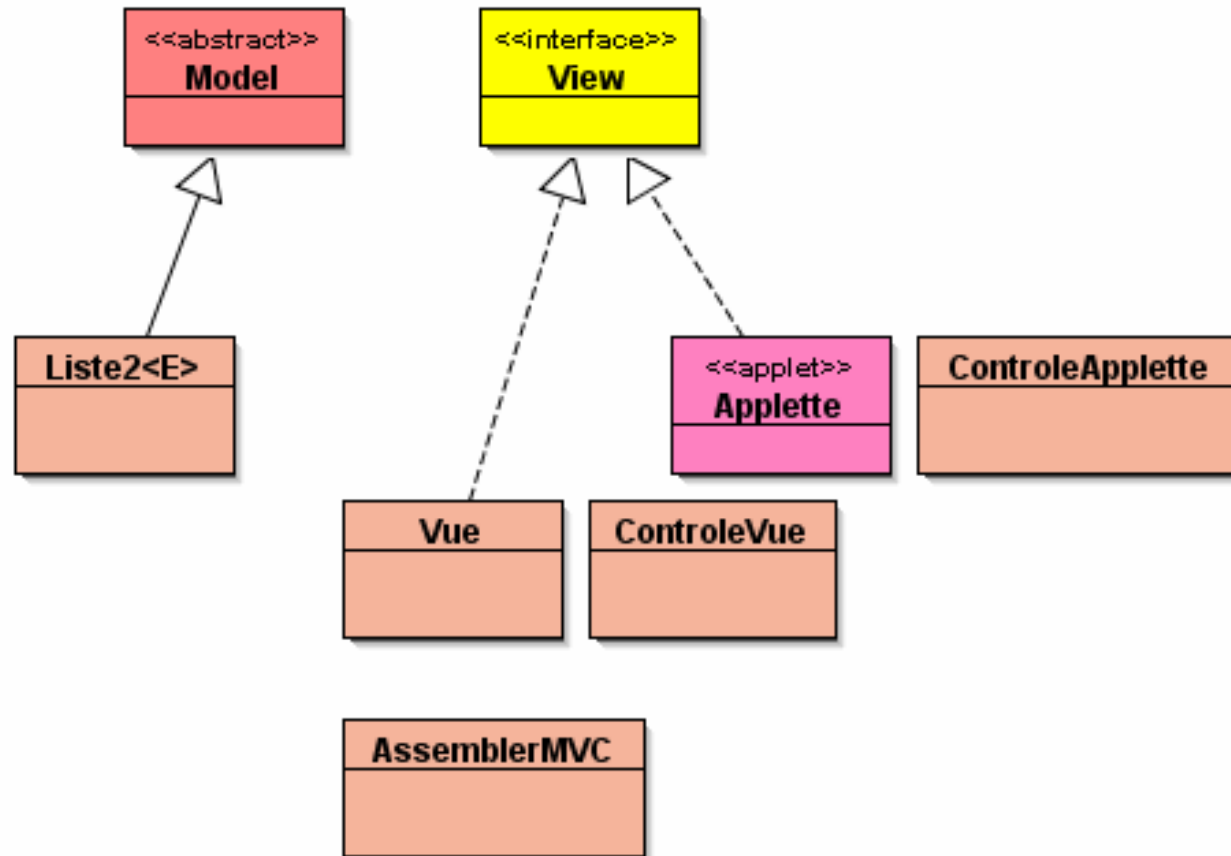 <<abstract>>
Model
<<interface>>
View
Liste2<E>
<<applet>>
Applette
ControleApplette
Vue
ControleVue
AssemblerMVC